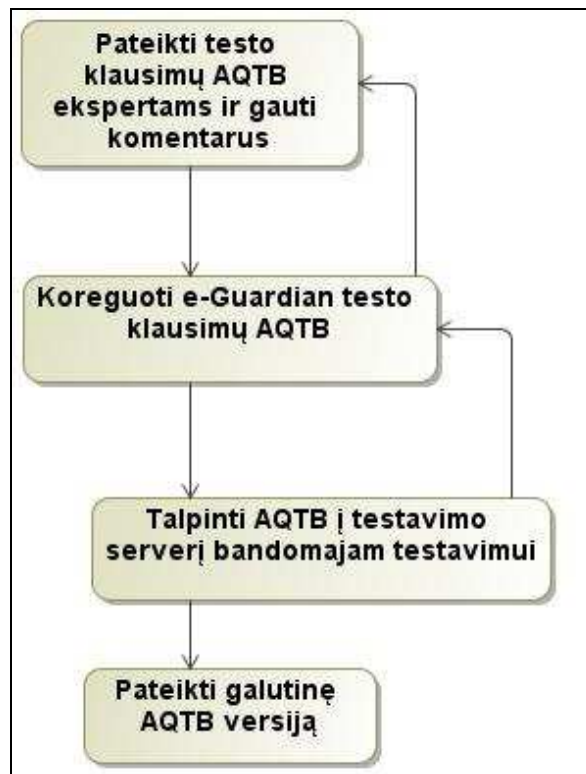 Pateikti testo
klausimų AQTB
ekspertams ir gauti
komentarus
Koreguoti e-Guardian testo
klausimų AQTB
Talpinti AQTB į testavimo
serverį bandomajam testavimui
Pateikti galutinę
AQTB versiją